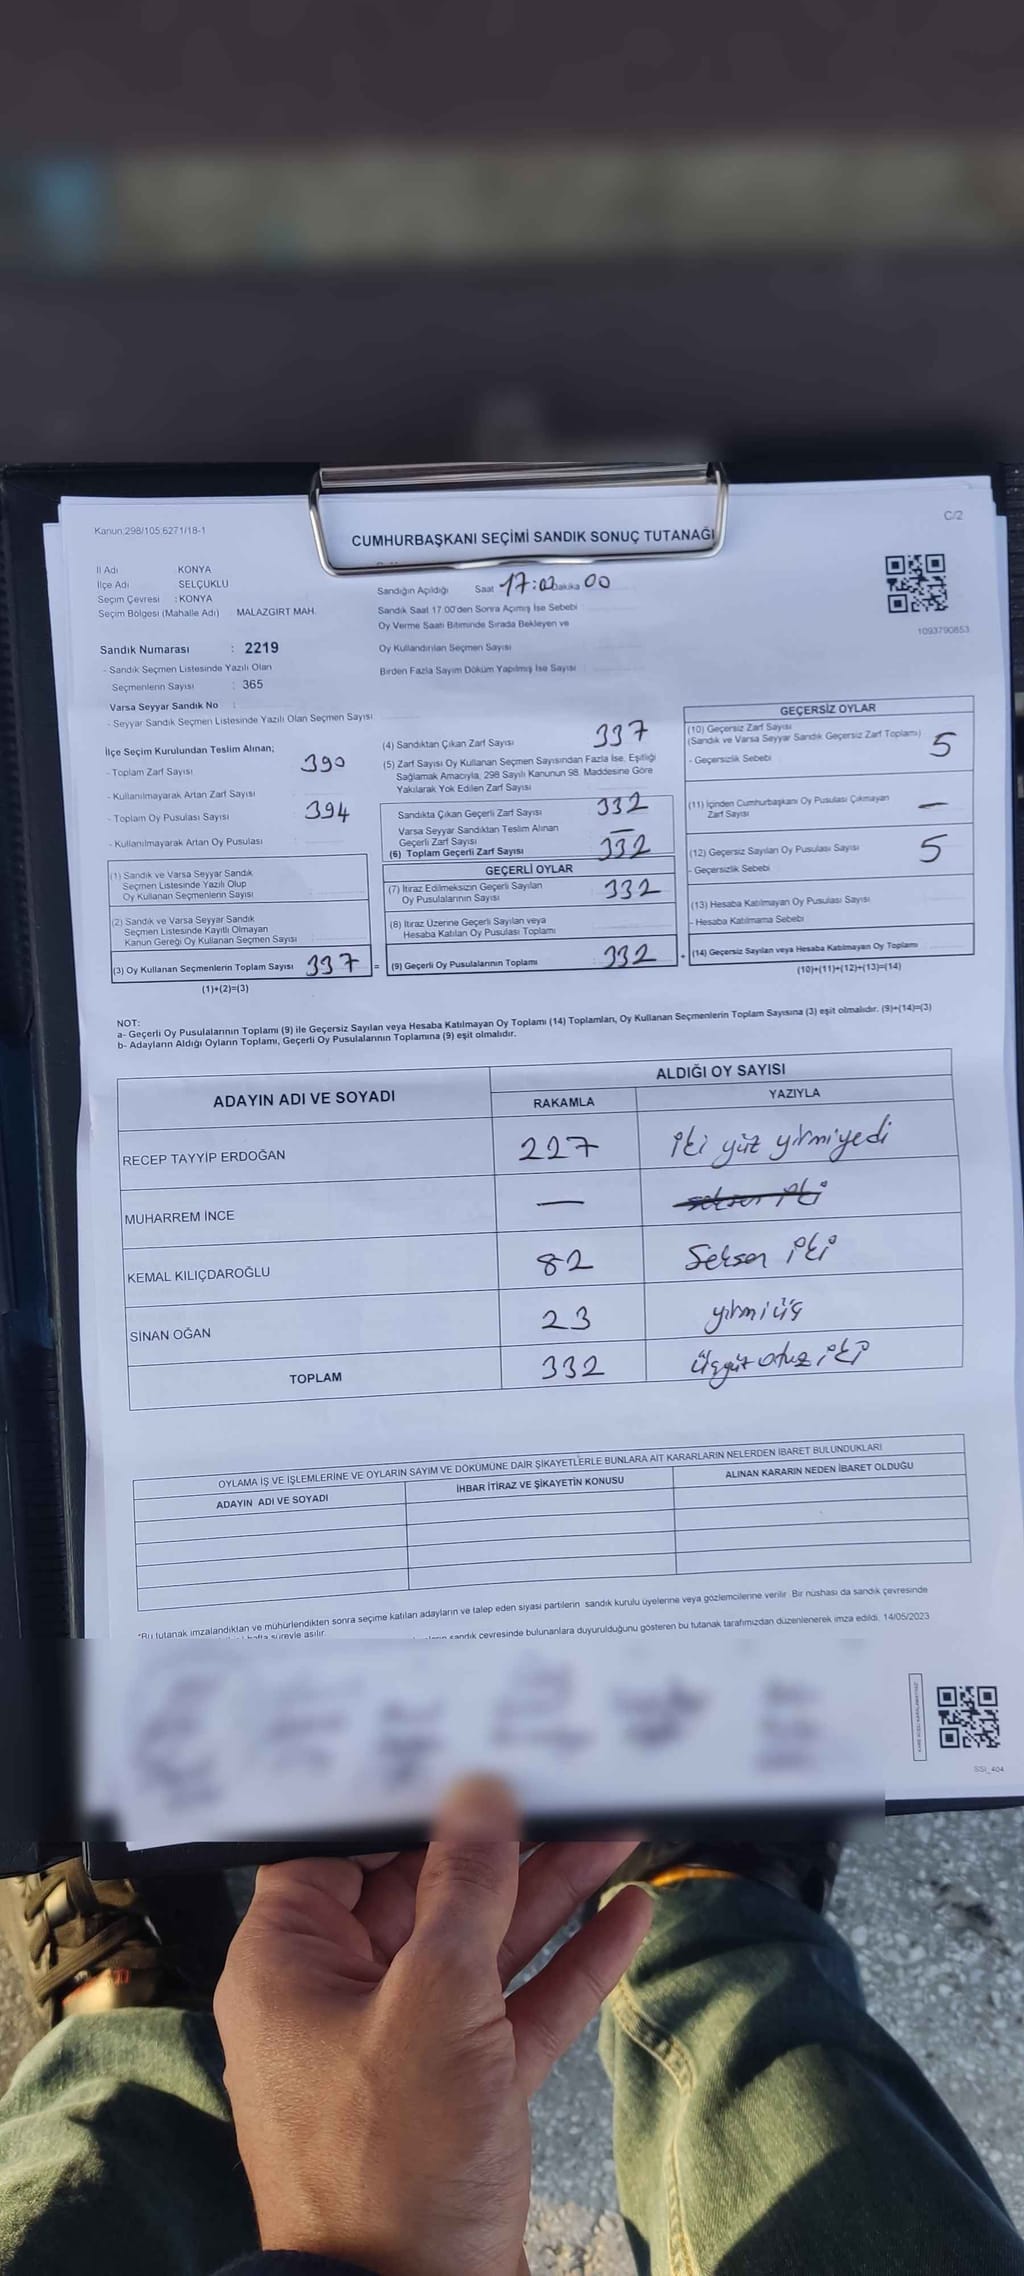 Kanun:298/105 6271/18-1
C/2
CUMHURBAŞKANI SEÇİMİ SANDIK SONUÇ TUTANAĞI
İl Adı : KONYA
İlçe Adı : SELÇUKLU
Seçim Çevresi : KONYA
Seçim Bölgesi (Mahalle Adı) : MALAZGİRT MAH.
Sandık Numarası : 2219
- Sandık Seçmen Listesinde Yazılı Olan
Seçmenlerin Sayısı : 365
Varsa Seyyar Sandık No :
- Seyyar Sandık Seçmen Listesinde Yazılı Olan Seçmen Sayısı
Sandığın Açıldığı Saat 17:00 Dakika 00
Sandık Saat 17.00'den Sonra Açımış İse Sebebi
Oy Verme Saati Bitiminde Sırada Bekleyen ve
Oy Kullandırılan Seçmen Sayısı
Birden Fazla Sayım Döküm Yapılmış İse Sayısı
1093790853
İlçe Seçim Kurulundan Teslim Alınan;
- Toplam Zarf Sayısı 390
- Kullanılmayarak Artan Zarf Sayısı
- Toplam Oy Pusulası Sayısı 394
- Kullanılmayarak Artan Oy Pusulası
(1) Sandık ve Varsa Seyyar Sandık
Seçmen Listesinde Yazılı Olup
Oy Kullanan Seçmenlerin Sayısı
(2) Sandık ve Varsa Seyyar Sandık
Seçmen Listesinde Kayıtlı Olmayan
Kanun Gereği Oy Kullanan Seçmen Sayısı
(3) Oy Kullanan Seçmenlerin Toplam Sayısı 337 =
(1)+(2)=(3)
(4) Sandıktan Çıkan Zarf Sayısı 337
(5) Zarf Sayısı Oy Kullanan Seçmen Sayısından Fazla İse, Eşitliği
Sağlamak Amacıyla, 298 Sayılı Kanunun 98. Maddesine Göre
Yakılarak Yok Edilen Zarf Sayısı
Sandıkta Çıkan Geçerli Zarf Sayısı 332
Varsa Seyyar Sandıktan Teslim Alınan
Geçerli Zarf Sayısı —
(6) Toplam Geçerli Zarf Sayısı 332
GEÇERLİ OYLAR
(7) İtiraz Edilmeksizin Geçerli Sayılan
Oy Pusulalarının Sayısı 332
(8) İtiraz Üzerine Geçerli Sayılan veya
Hesaba Katılan Oy Pusulası Toplamı
(9) Geçerli Oy Pusulalarının Toplamı 332 +
GEÇERSİZ OYLAR
(10) Geçersiz Zarf Sayısı
(Sandık ve Varsa Seyyar Sandık Geçersiz Zarf Toplamı) 5
- Geçersizlik Sebebi
(11) İçinden Cumhurbaşkanı Oy Pusulası Çıkmayan
Zarf Sayısı —
(12) Geçersiz Sayılan Oy Pusulası Sayısı 5
- Geçersizlik Sebebi
(13) Hesaba Katılmayan Oy Pusulası Sayısı
- Hesaba Katılmama Sebebi
(14) Geçersiz Sayılan veya Hesaba Katılmayan Oy Toplamı
(10)+(11)+(12)+(13)=(14)
NOT:
a- Geçerli Oy Pusulalarının Toplamı (9) ile Geçersiz Sayılan veya Hesaba Katılmayan Oy Toplamı (14) Toplamları, Oy Kullanan Seçmenlerin Toplam Sayısına (3) eşit olmalıdır. (9)+(14)=(3)
b- Adayların Aldığı Oyların Toplamı, Geçerli Oy Pusulalarının Toplamına (9) eşit olmalıdır.
ADAYIN ADI VE SOYADI
ALDIĞI OY SAYISI
RAKAMLA YAZIYLA
RECEP TAYYİP ERDOĞAN 227 iki yüz yirmiyedi
MUHARREM İNCE — seksen iki
KEMAL KILIÇDAROĞLU 82 Seksen iki
SİNAN OĞAN 23 yirmi üç
TOPLAM 332 Üçyüz otuz iki
OYLAMA İŞ VE İŞLEMLERİNE VE OYLARIN SAYIM VE DÖKÜMÜNE DAİR ŞİKAYETLERLE BUNLARA AİT KARARLARIN NELERDEN İBARET BULUNDUKLARI
ADAYIN ADI VE SOYADI İHBAR İTİRAZ VE ŞİKAYETİN KONUSU ALINAN KARARIN NEDEN İBARET OLDUĞU
*Bu tutanak imzalandıktan ve mühürlendikten sonra seçime katılan adayların ve talep eden siyasi partilerin sandık kurulu üyelerine veya gözlemcilerine verilir. Bir nüshası da sandık çevresinde
hafta süreyle asılır. sandık çevresinde bulunanlara duyurulduğunu gösteren bu tutanak tarafımızdan düzenlenerek imza edildi. 14/05/2023
SSI_404